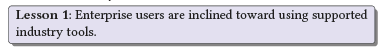 Lesson 1: Enterprise users are inclined toward using supported
industry tools.